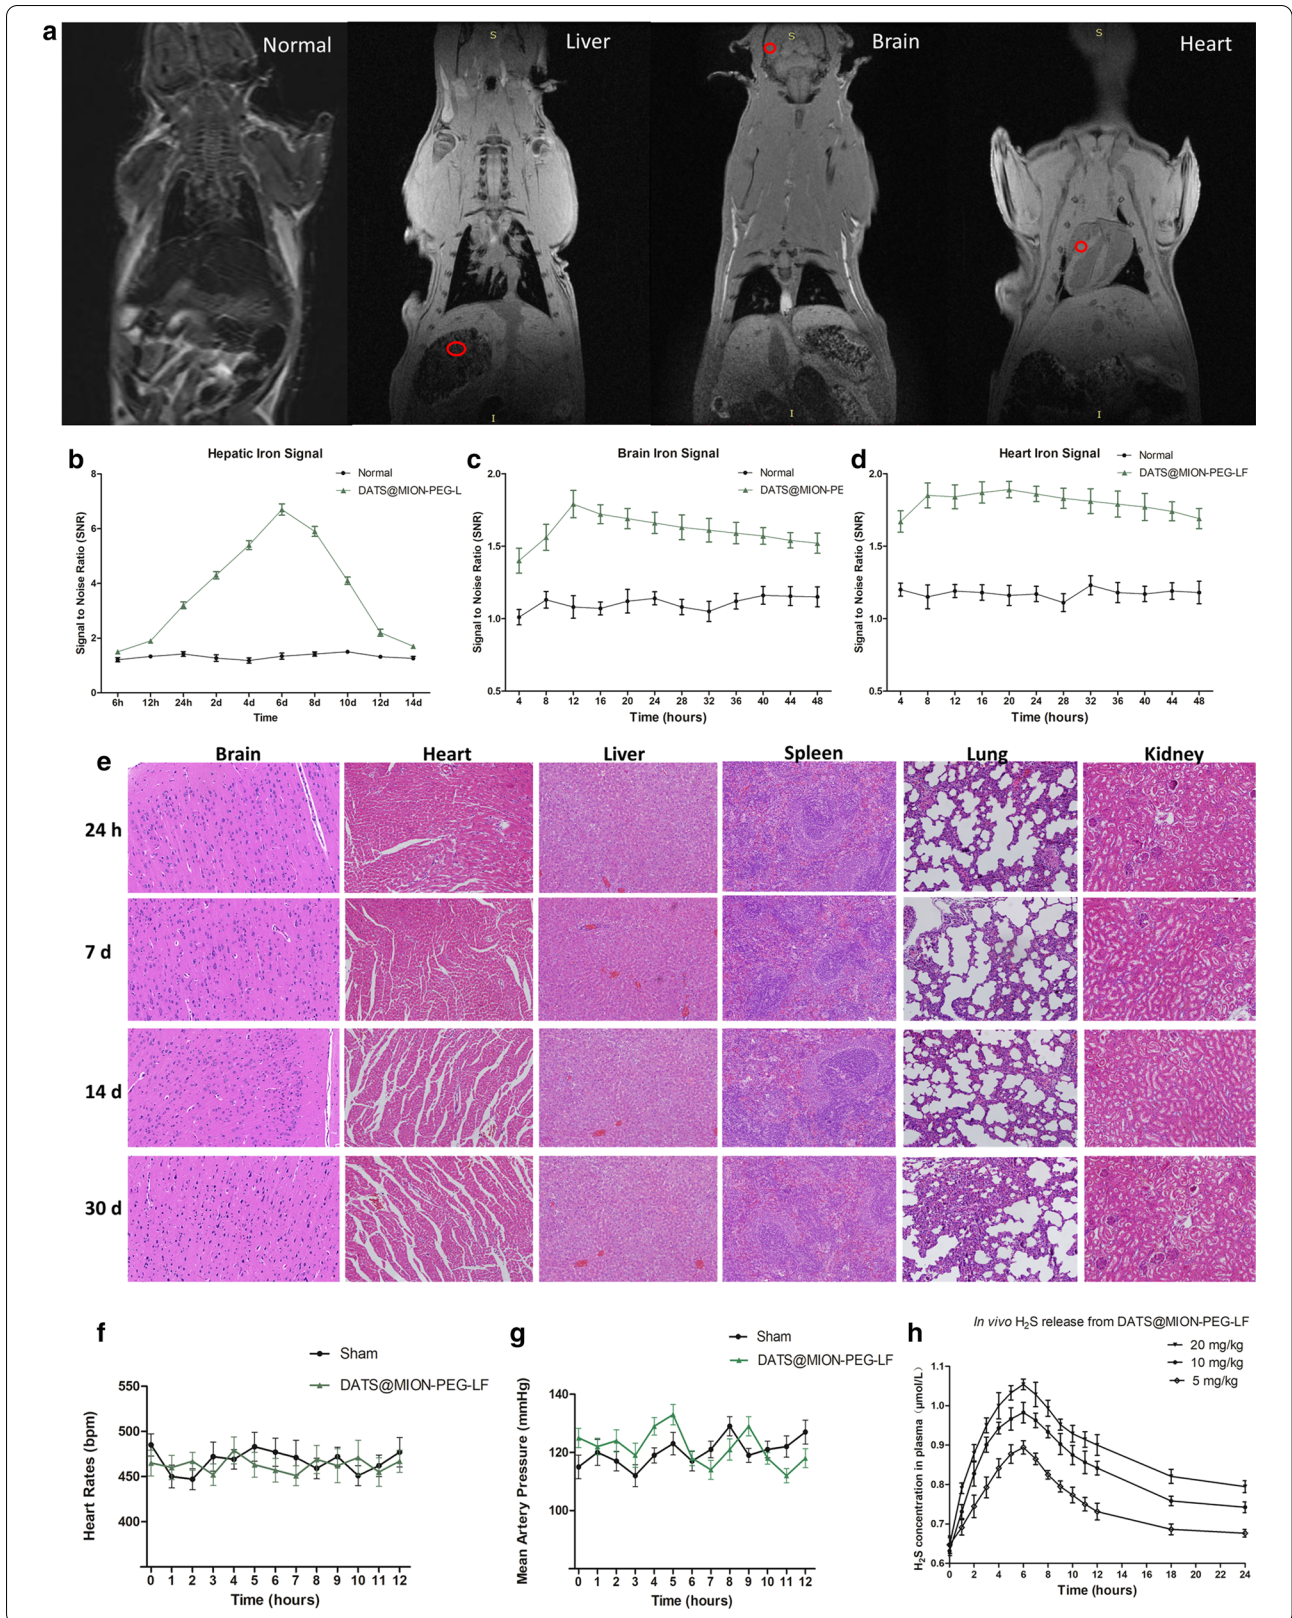 a
Normal
Liver
Brain
Heart
S
S
S
I
I
I
b
Hepatic Iron Signal
Normal
DATS@MION-PEG-L
Signal to Noise Ratio (SNR)
8
6
4
2
0
6h 12h 24h 2d 4d 6d 8d 10d 12d 14d
Time
c
Brain Iron Signal
Normal
DATS@MION-PE
Signal to Noise Ratio (SNR)
2.0
1.5
1.0
0.5
4 8 12 16 20 24 28 32 36 40 44 48
Time (hours)
d
Heart Iron Signal
Normal
DATS@MION-PEG-LF
Signal to Noise Ratio (SNR)
2.0
1.5
1.0
0.5
4 8 12 16 20 24 28 32 36 40 44 48
Time (hours)
e
Brain Heart Liver Spleen Lung Kidney
24 h
7 d
14 d
30 d
f
Sham
DATS@MION-PEG-LF
Heart Rates (bpm)
550
500
450
400
0 1 2 3 4 5 6 7 8 9 10 11 12
Time (hours)
g
Sham
DATS@MION-PEG-LF
Mean Artery Pressure (mmHg)
140
120
100
0 1 2 3 4 5 6 7 8 9 10 11 12
Time (hours)
h
In vivo H₂S release from DATS@MION-PEG-LF
20 mg/kg
10 mg/kg
5 mg/kg
H₂S concentration in plasma (μmol/L)
1.1
1.0
0.9
0.8
0.7
0.6
0 2 4 6 8 10 12 14 16 18 20 22 24
Time (hours)